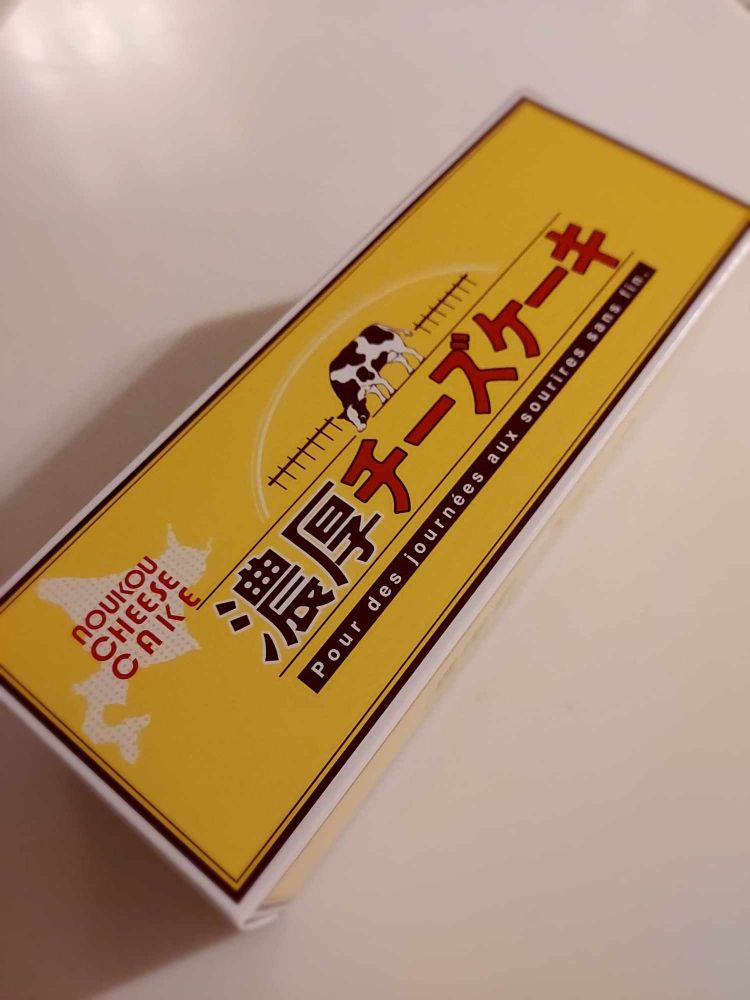 NOUKOU
CHEESE
CAKE
濃厚チーズケーキ
Pour des journées aux sourires sans fin.